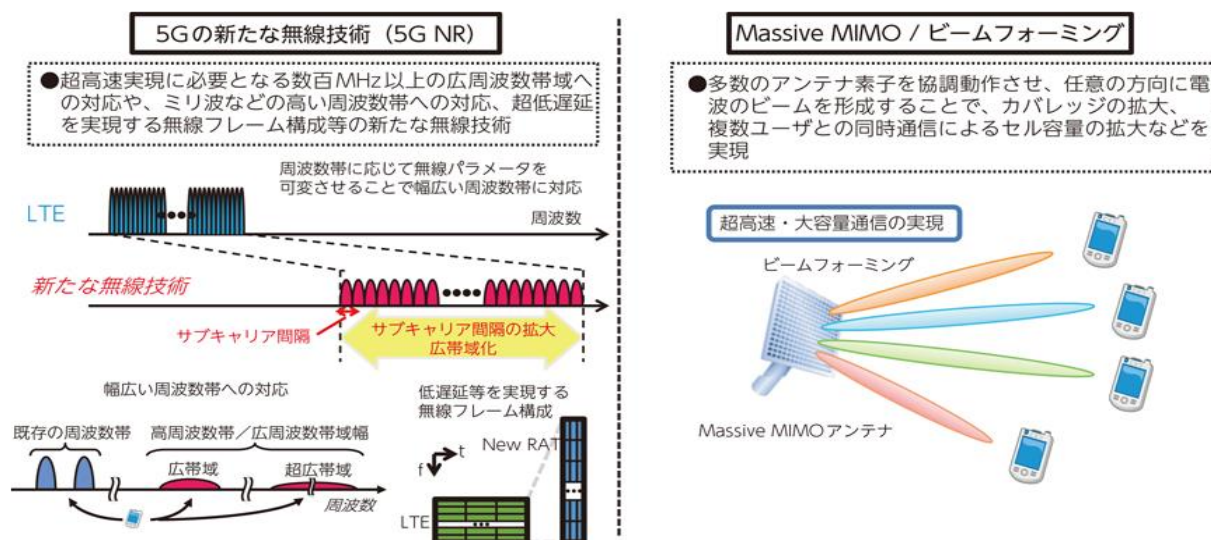 5Gの新たな無線技術（5G NR）
●超高速実現に必要となる数百MHz以上の広周波数帯域へ
の対応や、ミリ波などの高い周波数帯への対応、超低遅延
を実現する無線フレーム構成等の新たな無線技術
周波数帯に応じて無線パラメータを
可変させることで幅広い周波数帯に対応
LTE
周波数
新たな無線技術
サブキャリア間隔
サブキャリア間隔の拡大
広帯域化
幅広い周波数帯への対応
既存の周波数帯
高周波数帯／広周波数帯域幅
広帯域
超広帯域
周波数
低遅延等を実現する
無線フレーム構成
New RAT
t
f
LTE
Massive MIMO / ビームフォーミング
●多数のアンテナ素子を協調動作させ、任意の方向に電
波のビームを形成することで、カバレッジの拡大、
複数ユーザとの同時通信によるセル容量の拡大などを
実現
超高速・大容量通信の実現
ビームフォーミング
Massive MIMOアンテナ